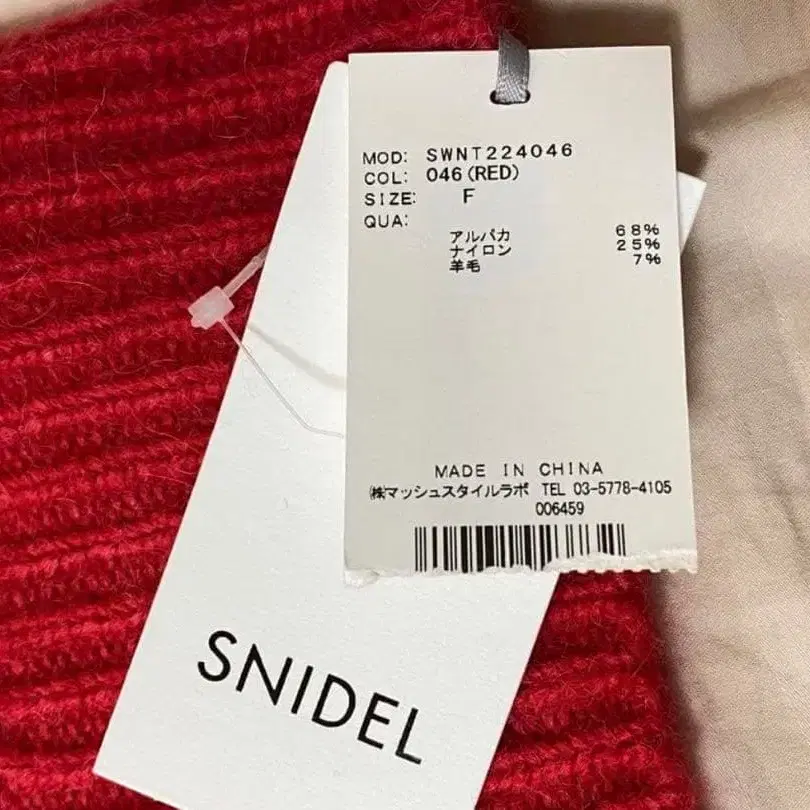 MOD: SWNT224046
COL: 046(RED)
SIZE: F
QUA:
アルパカ 68%
ナイロン 25%
羊毛 7%
MADE IN CHINA
㈱マッシュスタイルラボ TEL 03-5778-4105
006459
SNIDEL